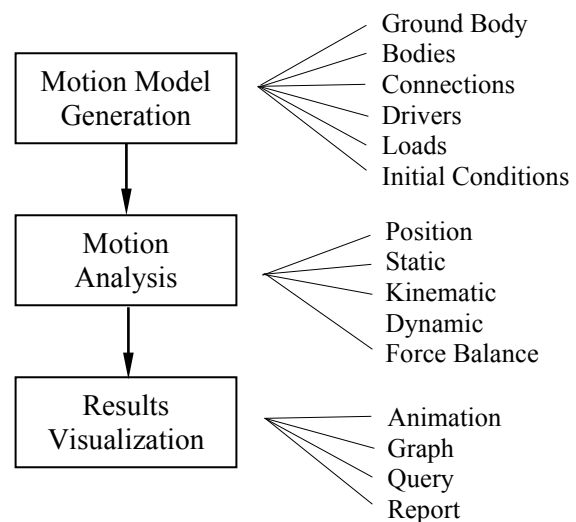 Motion Model
Generation
Ground Body
Bodies
Connections
Drivers
Loads
Initial Conditions
Motion
Analysis
Position
Static
Kinematic
Dynamic
Force Balance
Results
Visualization
Animation
Graph
Query
Report